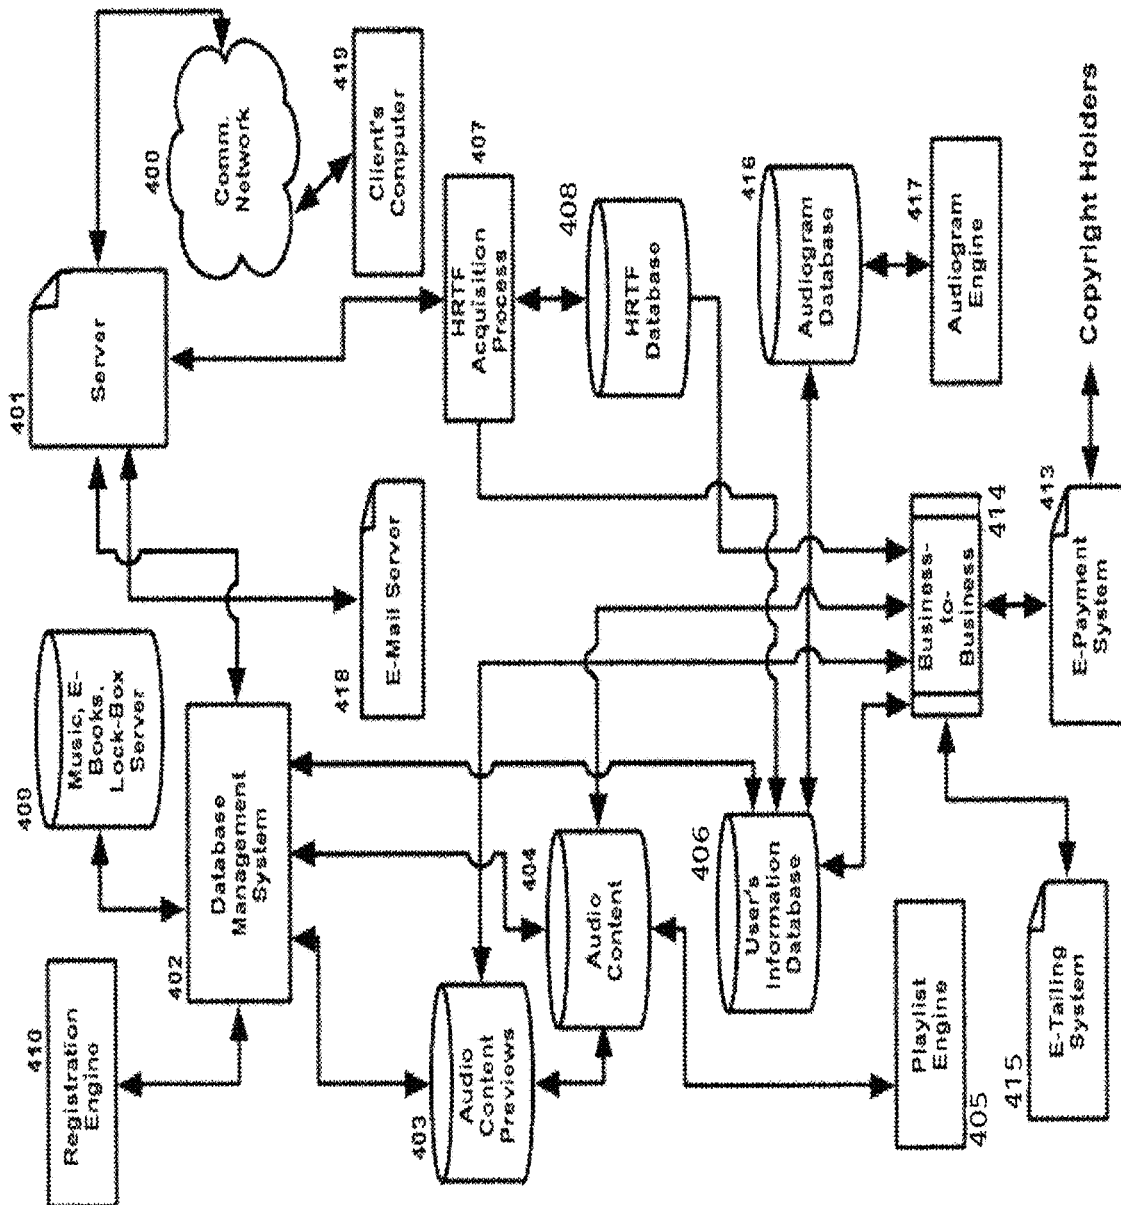 410
Registration
Engine
409
Music, E-
Books,
Lock-Box
Server
401
Server
400
Comm.
Network
402
Database
Management
System
418
E-Mail Server
419
Client's
Computer
403
Audio
Content
Previews
404
Audio
Content
407
HRTF
Acquisition
Process
408
HRTF
Database
406
User's
Information
Database
416
Audiogram
Database
405
Playlist
Engine
414
Business-
to-
Business
417
Audiogram
Engine
415
E-Tailing
System
413
E-Payment
System
Copyright Holders